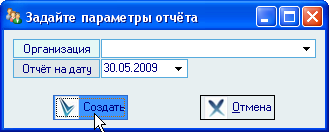 Задайте параметры отчёта
Организация
Отчёт на дату 30.05.2009
Создать Отмена